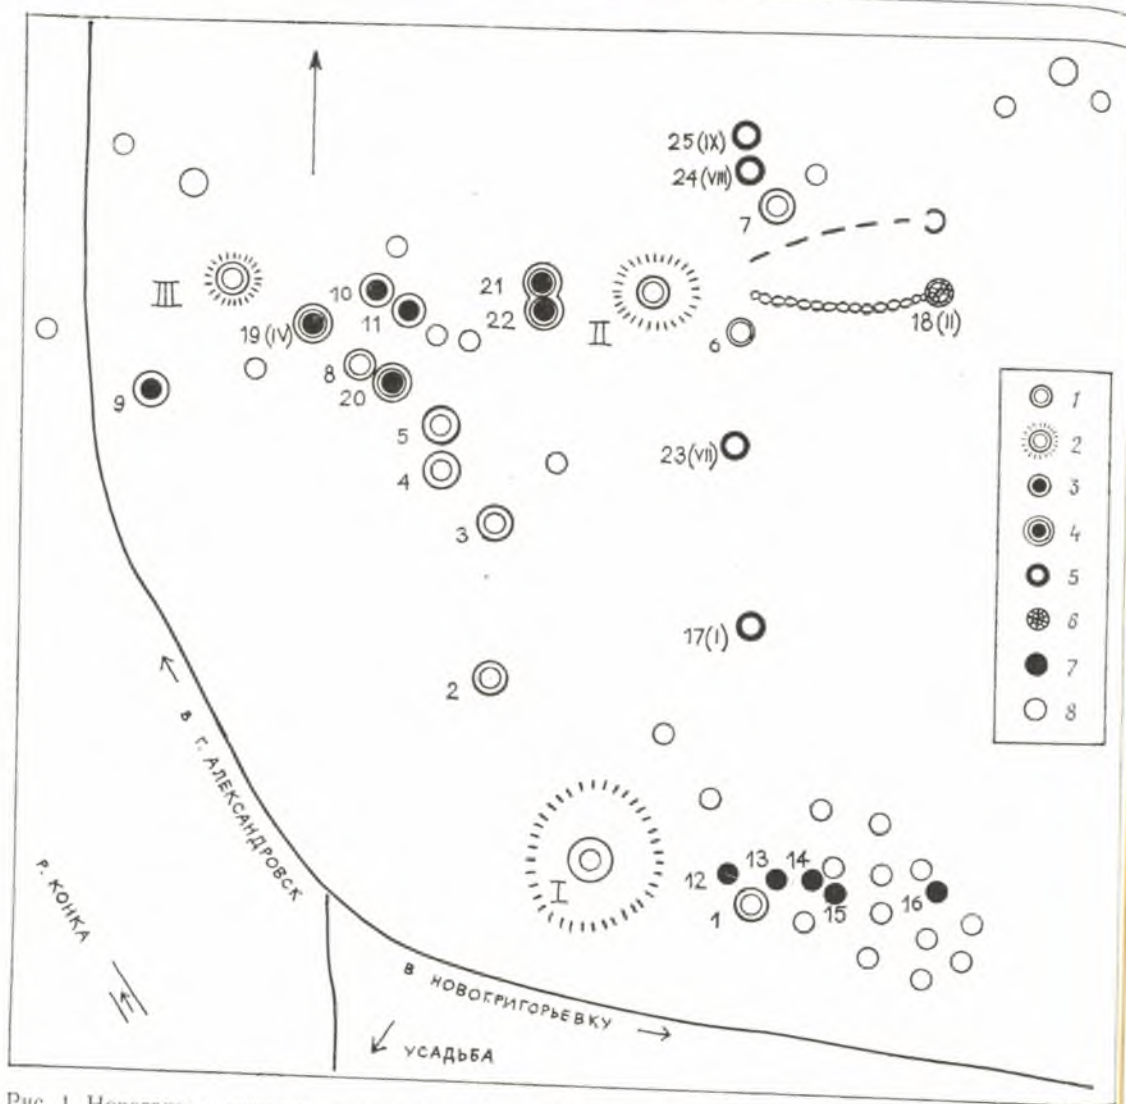 25(IX)
24(VIII)
7
III
10
21
19(IV)
11
22
II
18(II)
6
8
9
20
5
23(VII)
4
3
17(I)
2
1
2
3
4
5
6
7
8
В Г. АЛЕКСАНДРОВСК
Р. КОНКА
I
12
13
14
15
16
1
В НОВОГРИГОРЬЕВКУ
УСАДЬБА
Рис. 1